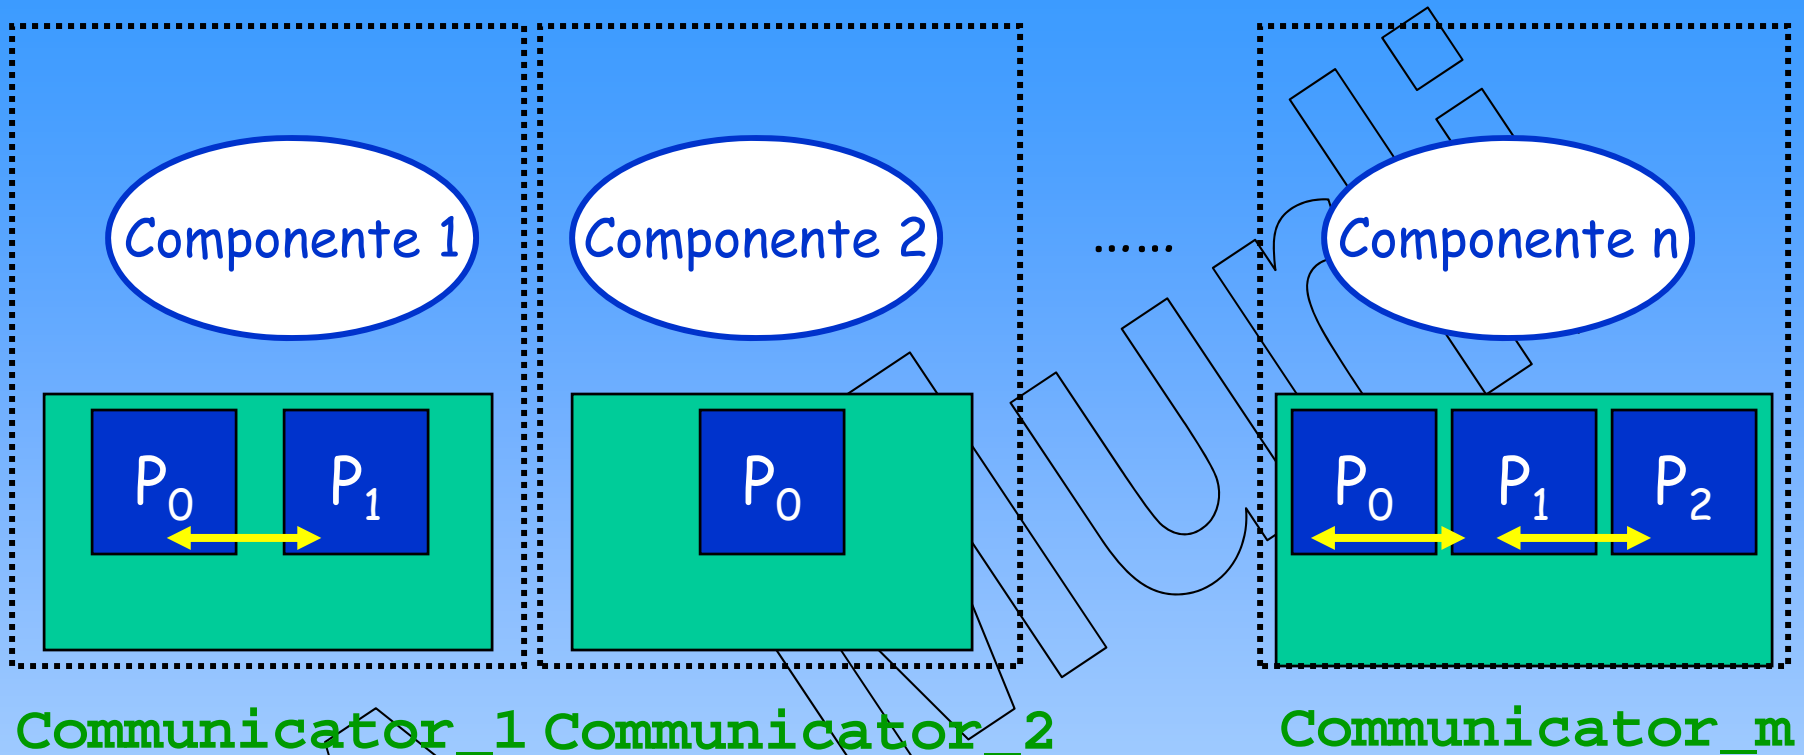 Componente 1
Componente 2
......
Componente n
P0
P1
P0
P0
P1
P2
Communicator_1
Communicator_2
Communicator_m